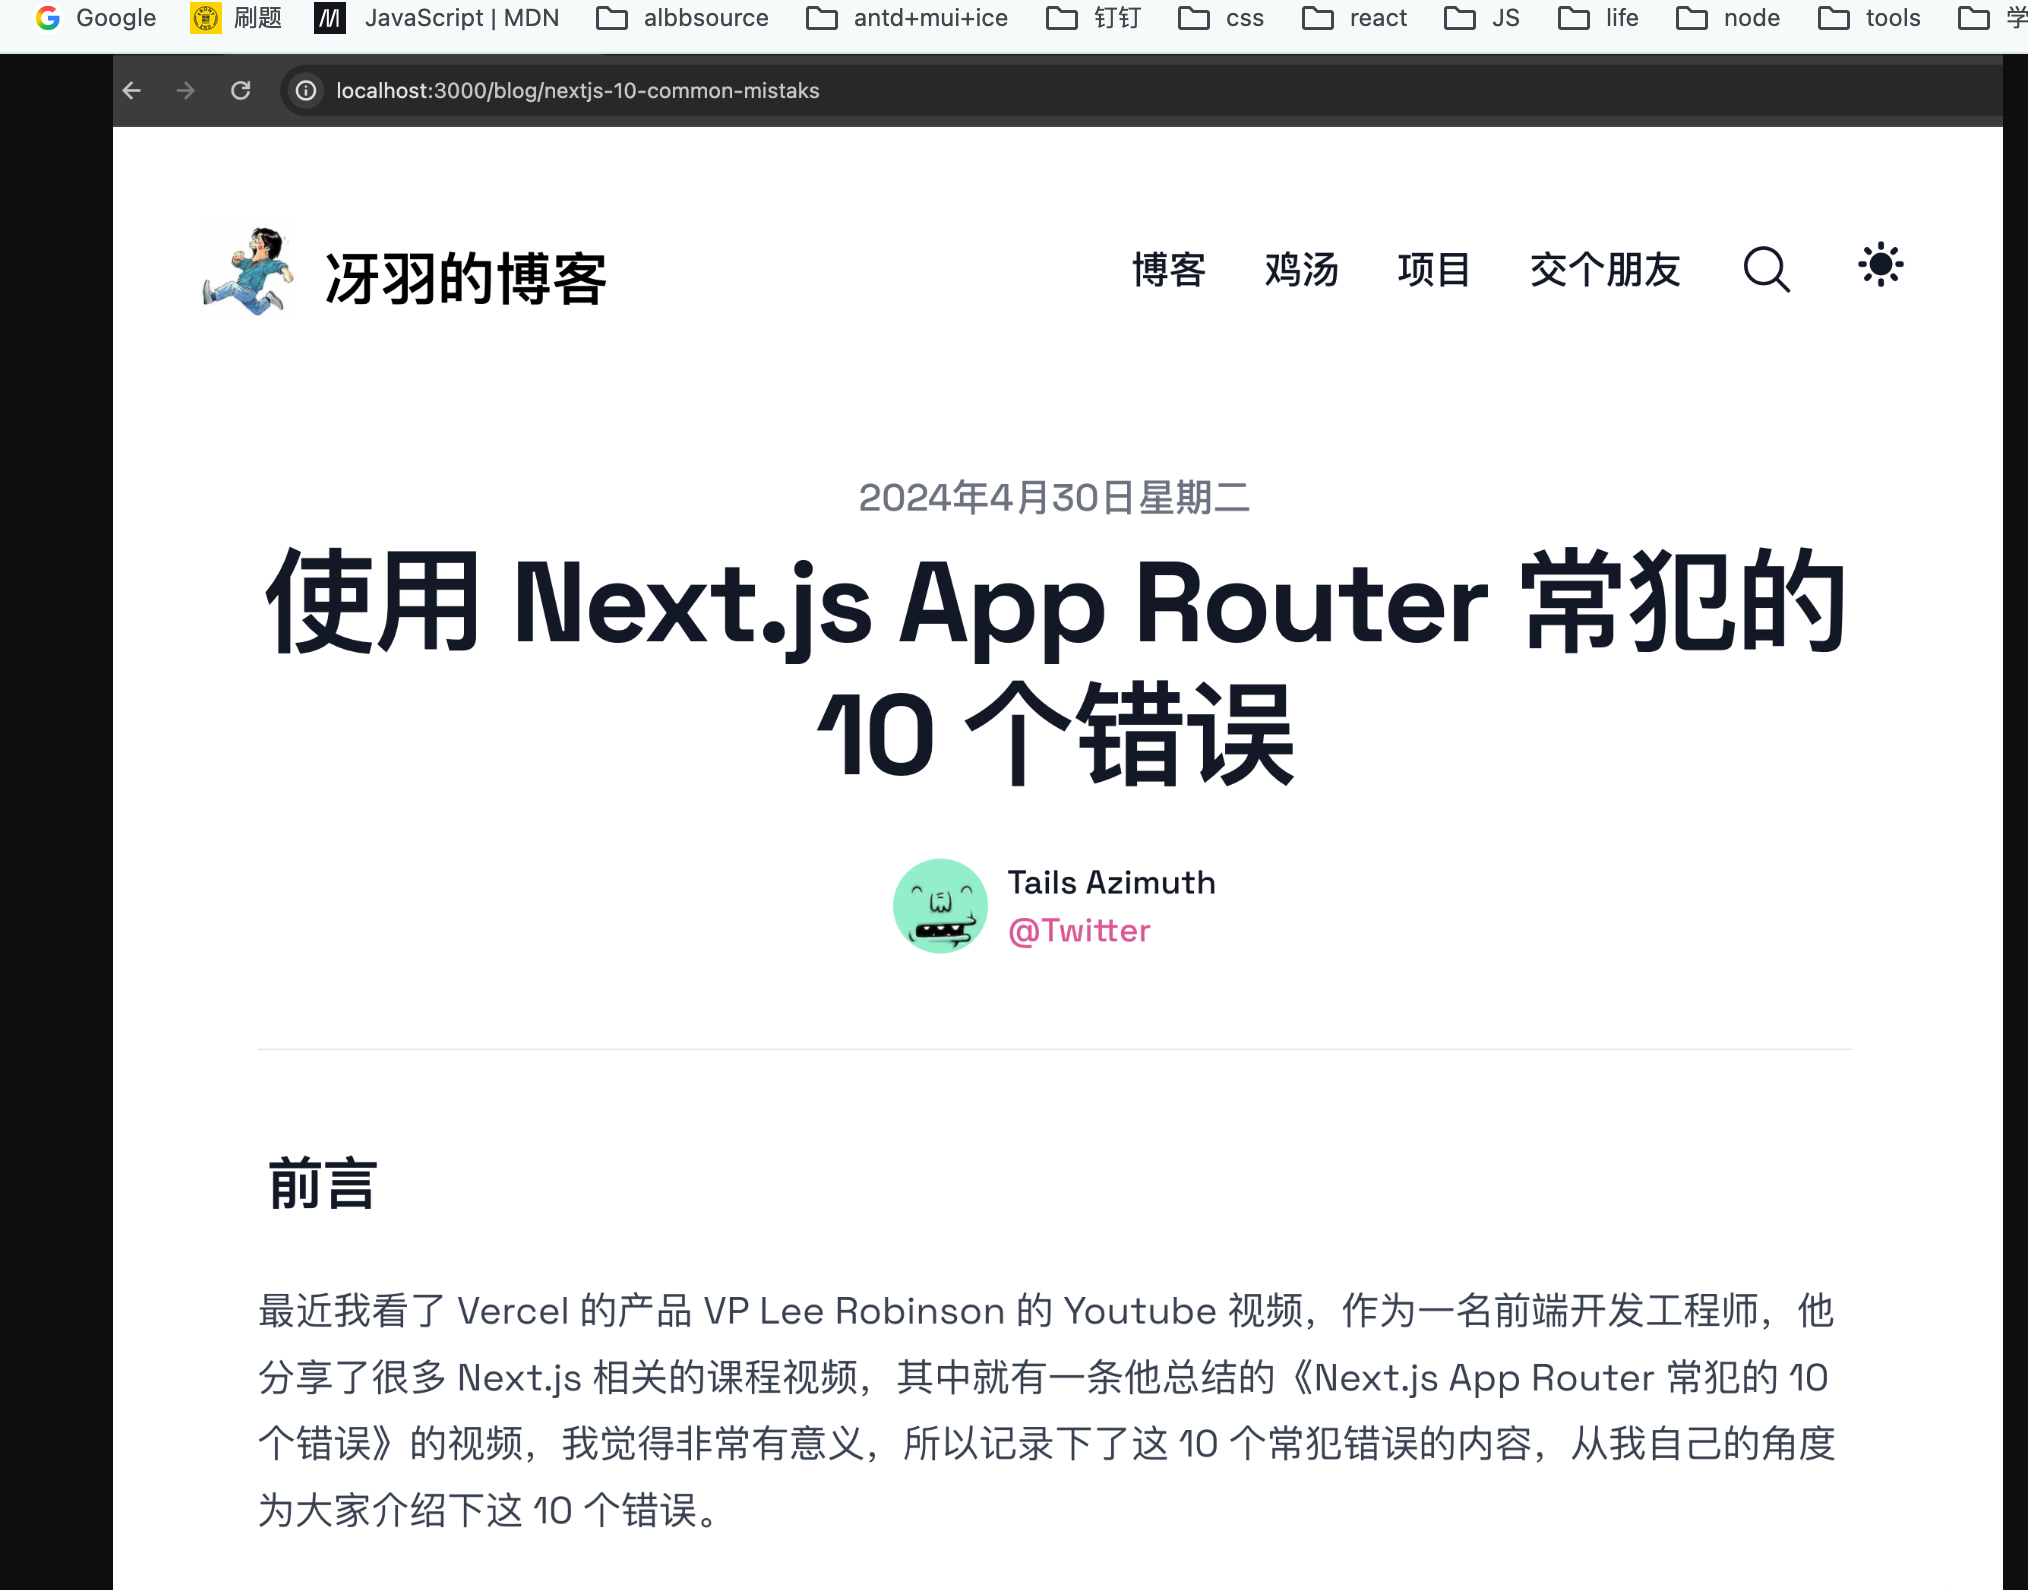 Google 刷题 JavaScript | MDN albbsource antd+mui+ice 钉钉 css react JS life node tools 学
localhost:3000/blog/nextjs-10-common-mistaks
冴羽的博客 博客 鸡汤 项目 交个朋友
2024年4月30日星期二
使用 Next.js App Router 常犯的
10 个错误
Tails Azimuth
@Twitter
前言
最近我看了 Vercel 的产品 VP Lee Robinson 的 Youtube 视频，作为一名前端开发工程师，他
分享了很多 Next.js 相关的课程视频，其中就有一条他总结的《Next.js App Router 常犯的 10
个错误》的视频，我觉得非常有意义，所以记录下了这 10 个常犯错误的内容，从我自己的角度
为大家介绍下这 10 个错误。